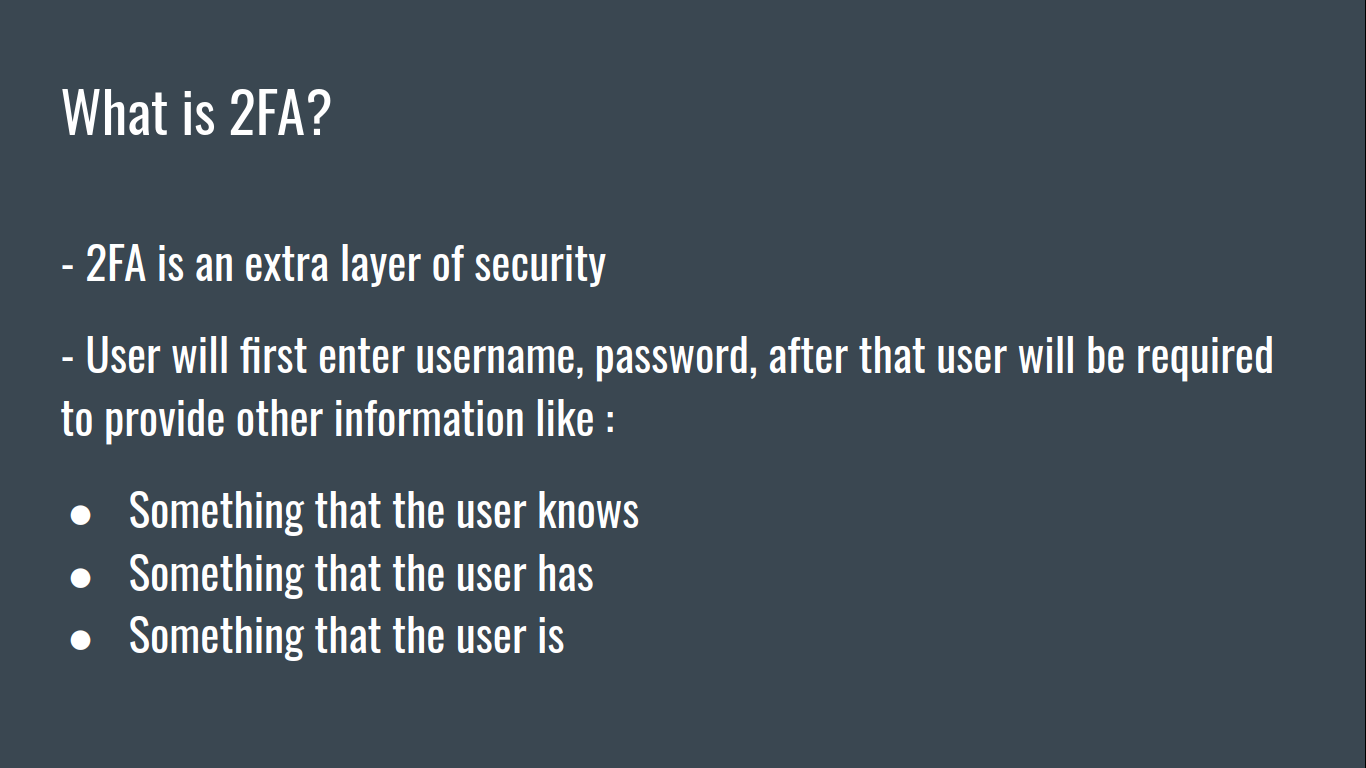 What is 2FA?
- 2FA is an extra layer of security
- User will first enter username, password, after that user will be required
to provide other information like :
● Something that the user knows
● Something that the user has
● Something that the user is